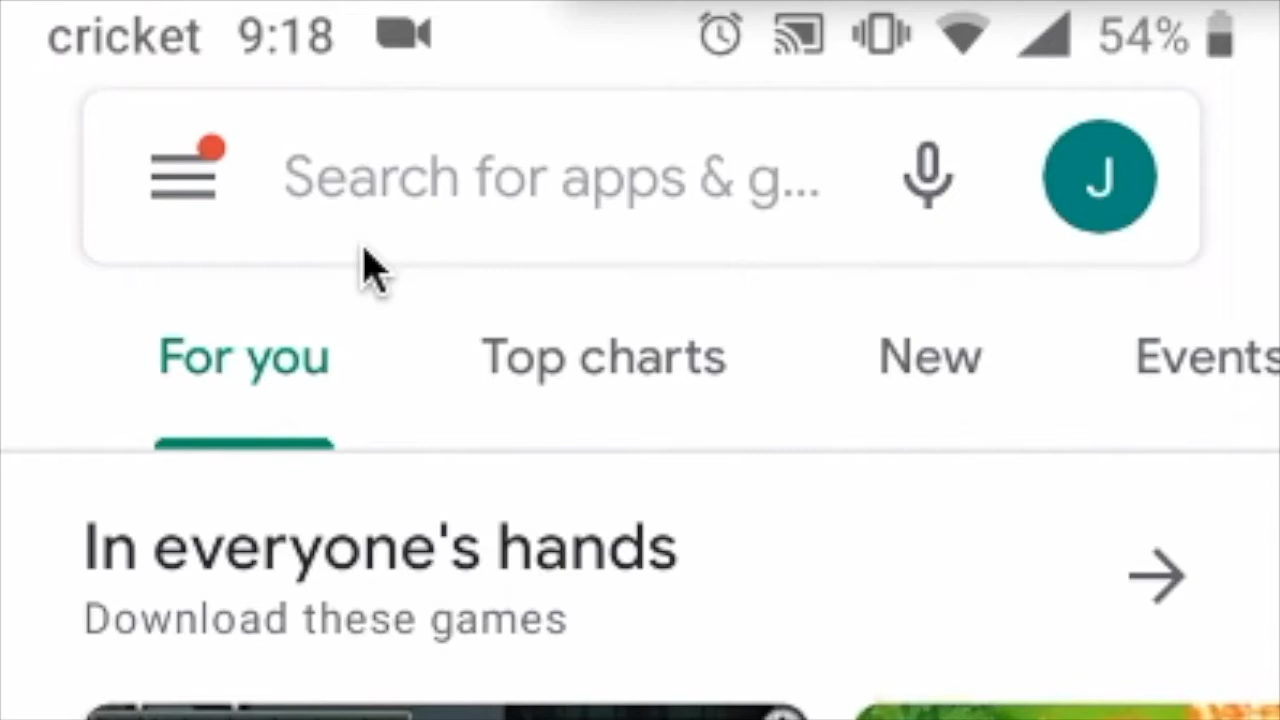 cricket 9:18 54%
Search for apps & g...
J
For you Top charts New Events
In everyone's hands
Download these games